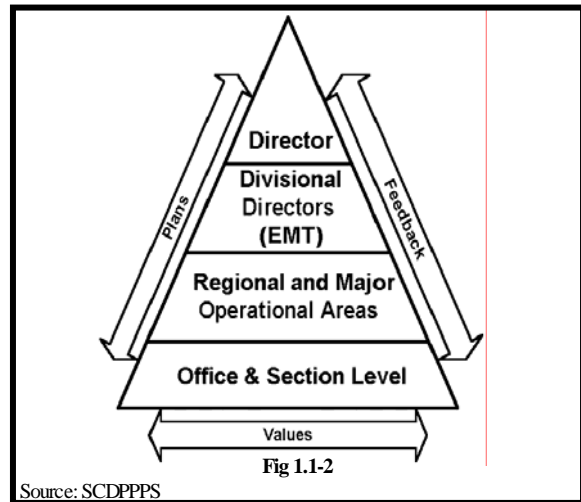 Director
Divisional
Directors
(EMT)
Regional and Major
Operational Areas
Office & Section Level
Plans
Feedback
Values
Fig 1.1-2
Source: SCDPPPS